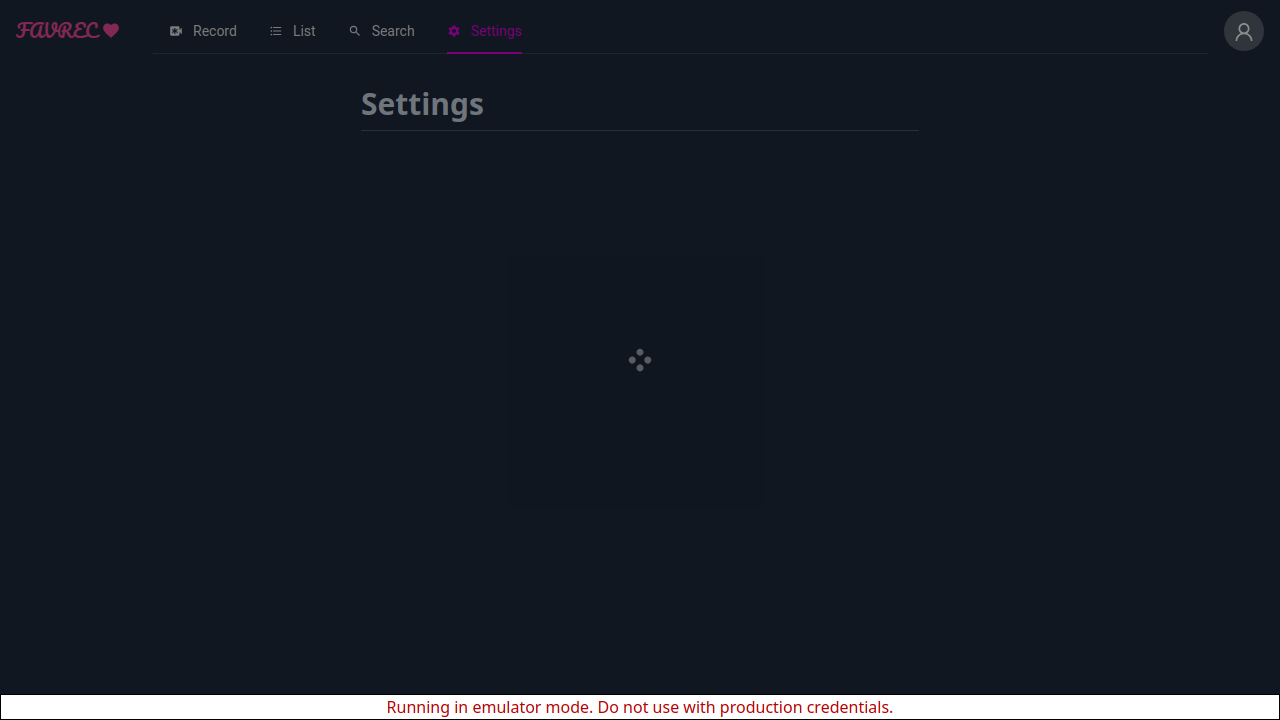 FAVREC
Record
List
Search
Settings
Settings
Running in emulator mode. Do not use with production credentials.